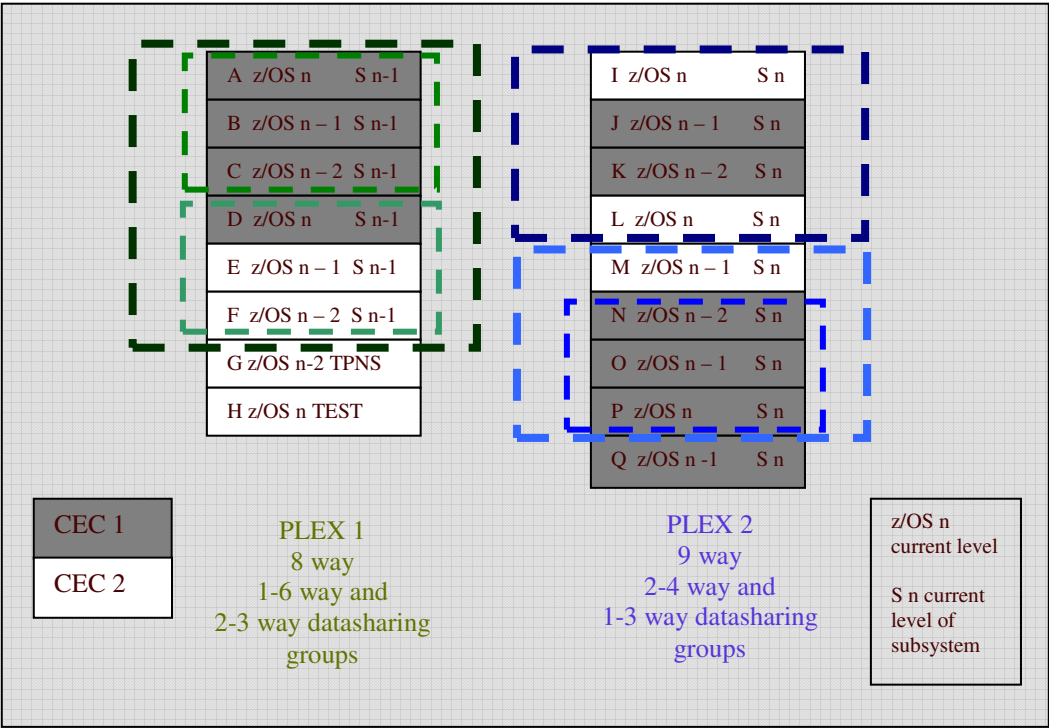 A z/OS n S n-1
B z/OS n – 1 S n-1
C z/OS n – 2 S n-1
D z/OS n S n-1
E z/OS n – 1 S n-1
F z/OS n – 2 S n-1
G z/OS n-2 TPNS
H z/OS n TEST
I z/OS n S n
J z/OS n – 1 S n
K z/OS n – 2 S n
L z/OS n S n
M z/OS n – 1 S n
N z/OS n – 2 S n
O z/OS n – 1 S n
P z/OS n S n
Q z/OS n -1 S n
CEC 1
CEC 2
PLEX 1
8 way
1-6 way and
2-3 way datasharing
groups
PLEX 2
9 way
2-4 way and
1-3 way datasharing
groups
z/OS n
current level
S n current
level of
subsystem